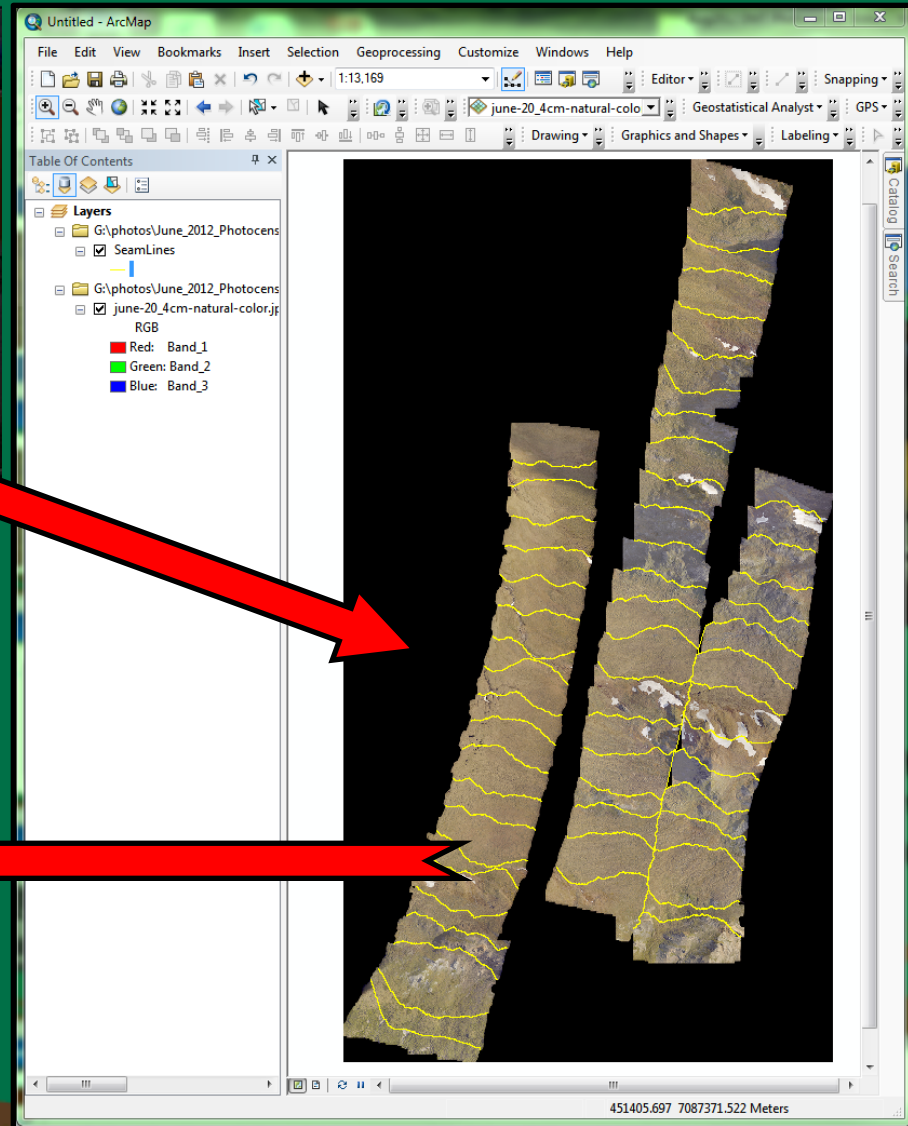 Untitled - ArcMap
File Edit View Bookmarks Insert Selection Geoprocessing Customize Windows Help
1:13,169 Editor Snapping
june-20_4cm-natural-colo Geostatistical Analyst GPS
Drawing Graphics and Shapes Labeling
Table Of Contents
Layers
G:\photos\June_2012_Photocens
SeamLines
G:\photos\June_2012_Photocens
june-20_4cm-natural-color.jp
RGB
Red: Band_1
Green: Band_2
Blue: Band_3
Catalog
Search
451405.697 7087371.522 Meters